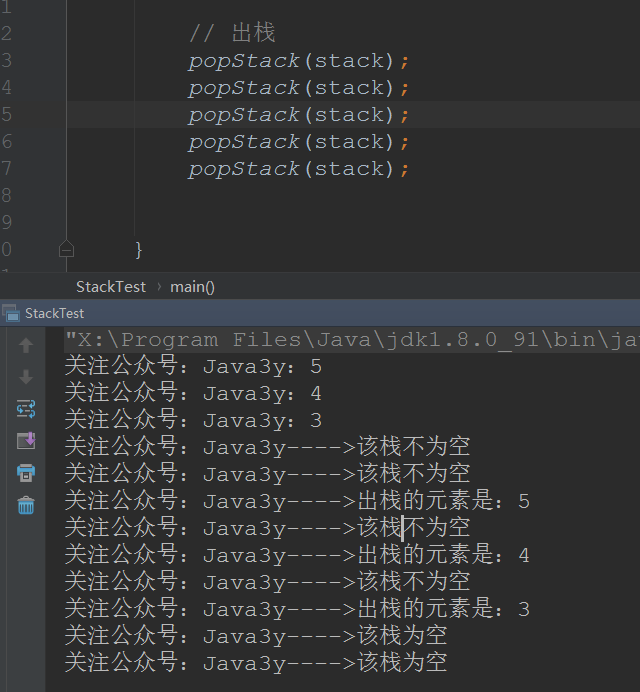 1
2 // 出栈
3 popStack(stack);
4 popStack(stack);
5 popStack(stack);
6 popStack(stack);
7 popStack(stack);
8
9
0 }
StackTest › main()
StackTest
"X:\Program Files\Java\jdk1.8.0_91\bin\ja
关注公众号：Java3y：5
关注公众号：Java3y：4
关注公众号：Java3y：3
关注公众号：Java3y---->该栈不为空
关注公众号：Java3y---->该栈不为空
关注公众号：Java3y---->出栈的元素是：5
关注公众号：Java3y---->该栈不为空
关注公众号：Java3y---->出栈的元素是：4
关注公众号：Java3y---->该栈不为空
关注公众号：Java3y---->出栈的元素是：3
关注公众号：Java3y---->该栈为空
关注公众号：Java3y---->该栈为空